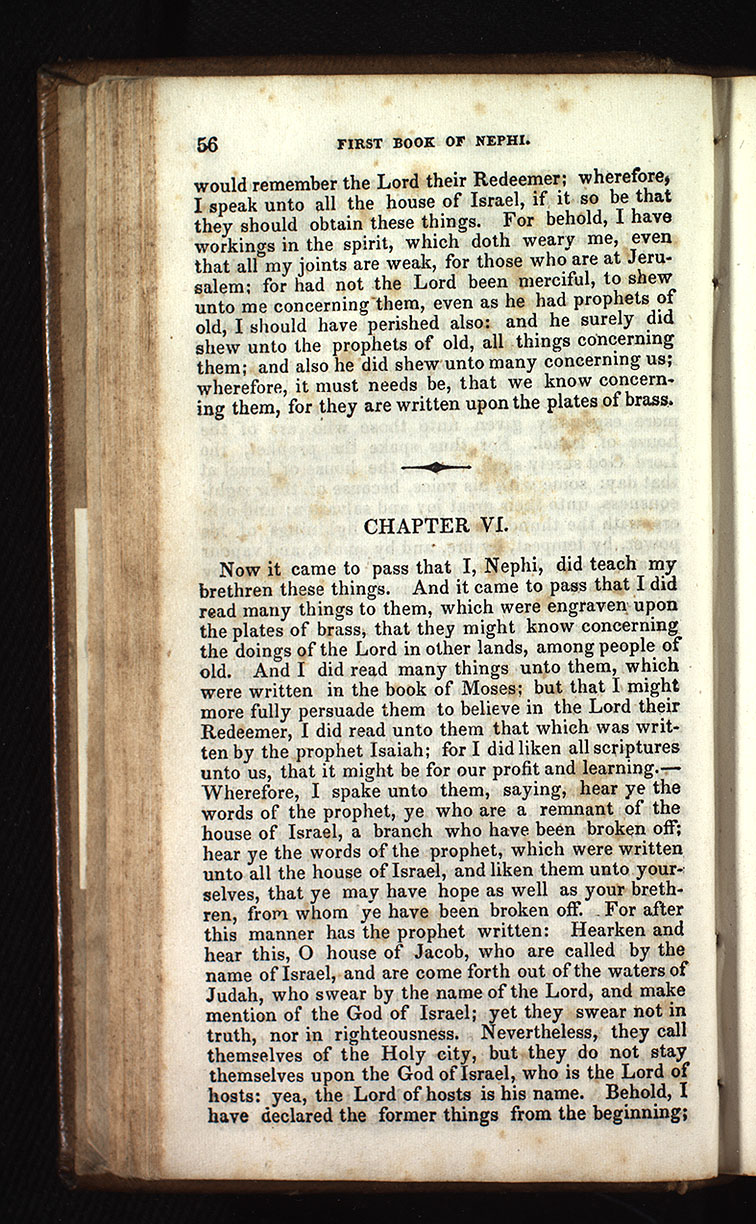 56 FIRST BOOK OF NEPHI.
would remember the Lord their Redeemer; wherefore,
I speak unto all the house of Israel, if it so be that
they should obtain these things. For behold, I have
workings in the spirit, which doth weary me, even
that all my joints are weak, for those who are at Jeru-
salem; for had not the Lord been merciful, to shew
unto me concerning them, even as he had prophets of
old, I should have perished also: and he surely did
shew unto the prophets of old, all things concerning
them; and also he did shew unto many concerning us;
wherefore, it must needs be, that we know concern-
ing them, for they are written upon the plates of brass.
CHAPTER VI.
Now it came to pass that I, Nephi, did teach my
brethren these things. And it came to pass that I did
read many things to them, which were engraven upon
the plates of brass, that they might know concerning
the doings of the Lord in other lands, among people of
old. And I did read many things unto them, which
were written in the book of Moses; but that I might
more fully persuade them to believe in the Lord their
Redeemer, I did read unto them that which was writ-
ten by the prophet Isaiah; for I did liken all scriptures
unto us, that it might be for our profit and learning.—
Wherefore, I spake unto them, saying, hear ye the
words of the prophet, ye who are a remnant of the
house of Israel, a branch who have been broken off;
hear ye the words of the prophet, which were written
unto all the house of Israel, and liken them unto your-
selves, that ye may have hope as well as your breth-
ren, from whom ye have been broken off. For after
this manner has the prophet written: Hearken and
hear this, O house of Jacob, who are called by the
name of Israel, and are come forth out of the waters of
Judah, who swear by the name of the Lord, and make
mention of the God of Israel; yet they swear not in
truth, nor in righteousness. Nevertheless, they call
themselves of the Holy city, but they do not stay
themselves upon the God of Israel, who is the Lord of
hosts: yea, the Lord of hosts is his name. Behold, I
have declared the former things from the beginning;